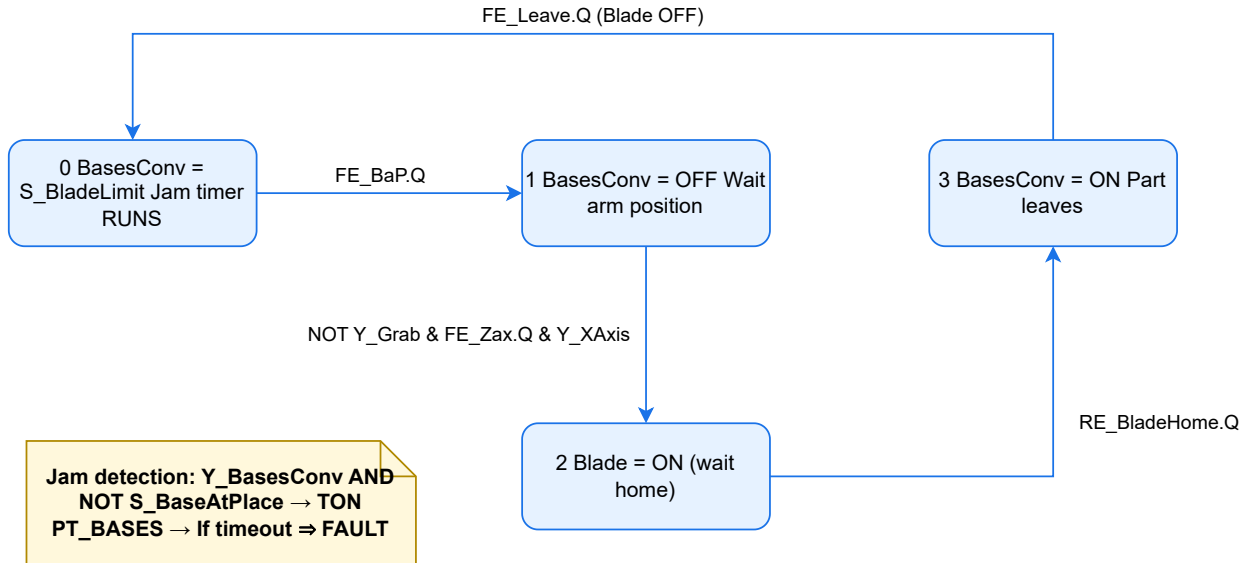 FE_Leave.Q (Blade OFF)
0 BasesConv =
S_BladeLimit Jam timer
RUNS
FE_BaP.Q
1 BasesConv = OFF Wait
arm position
3 BasesConv = ON Part
leaves
NOT Y_Grab & FE_Zax.Q & Y_XAxis
RE_BladeHome.Q
2 Blade = ON (wait
home)
Jam detection: Y_BasesConv AND
NOT S_BaseAtPlace → TON
PT_BASES → If timeout ⇒ FAULT